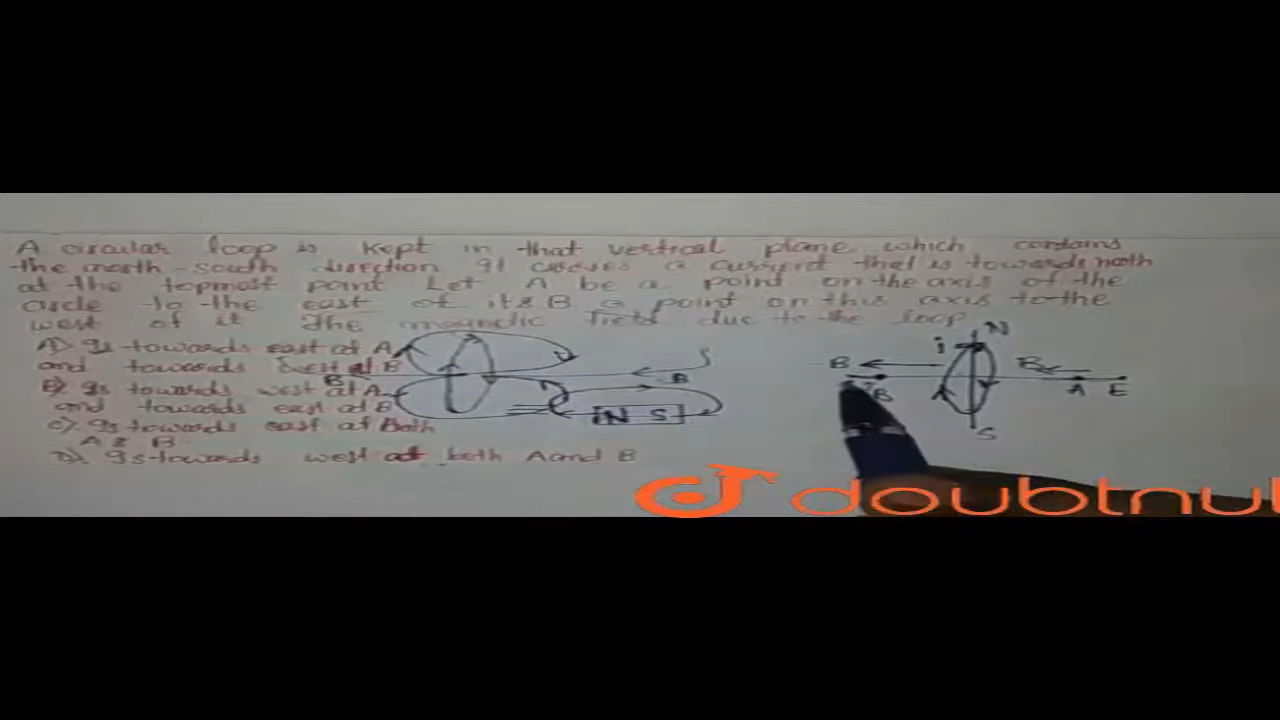 A circular loop is kept in that vertical plane which contains
the north-south direction It carries a current that is towards north
at the topmost point Let A be a point on the axis of the
circle to the east of it & B a point on this axis to the
west of it The magnetic field due to the loop
A) Is towards east at A
and towards west at B
B) Is towards west at A
and towards east at B
C) Is towards east at Both
A & B
D) Is towards west at both A and B
B
B
N S
B
i
N
B
B
A
E
S
doubtnut